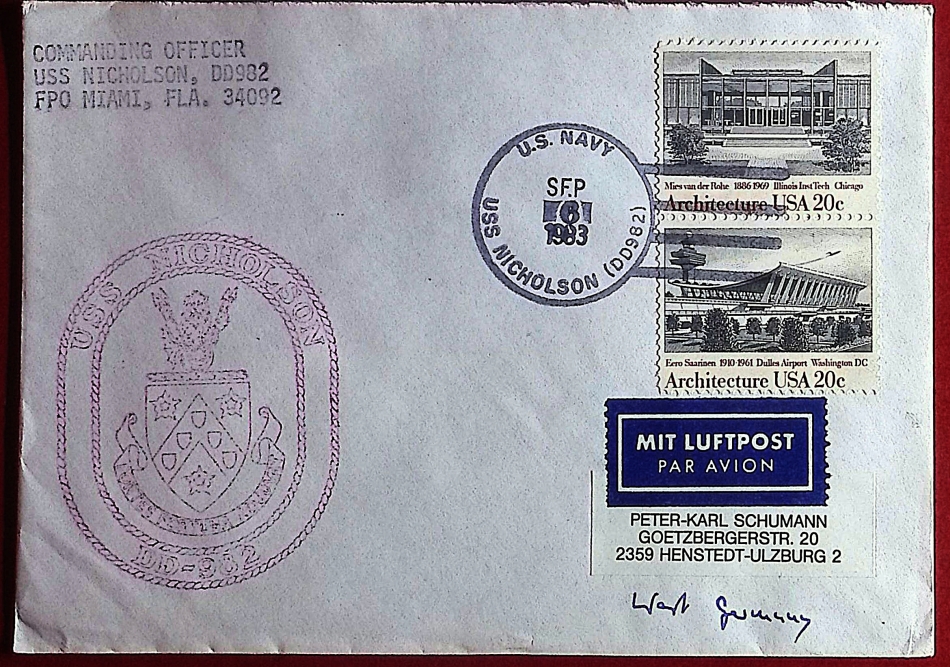 COMMANDING OFFICER
USS NICHOLSON, DD982
FPO MIAMI, FLA. 34092
U.S. NAVY
SEP
6
1983
USS NICHOLSON (DD982)
Mies van der Rohe 1886 1969 Illinois Inst Tech Chicago
Architecture USA 20c
Eero Saarinen 1910 1961 Dulles Airport Washington DC
Architecture USA 20c
USS NICHOLSON
DD-982
MIT LUFTPOST
PAR AVION
PETER-KARL SCHUMANN
GOETZBERGERSTR. 20
2359 HENSTEDT-ULZBURG 2
West Germany